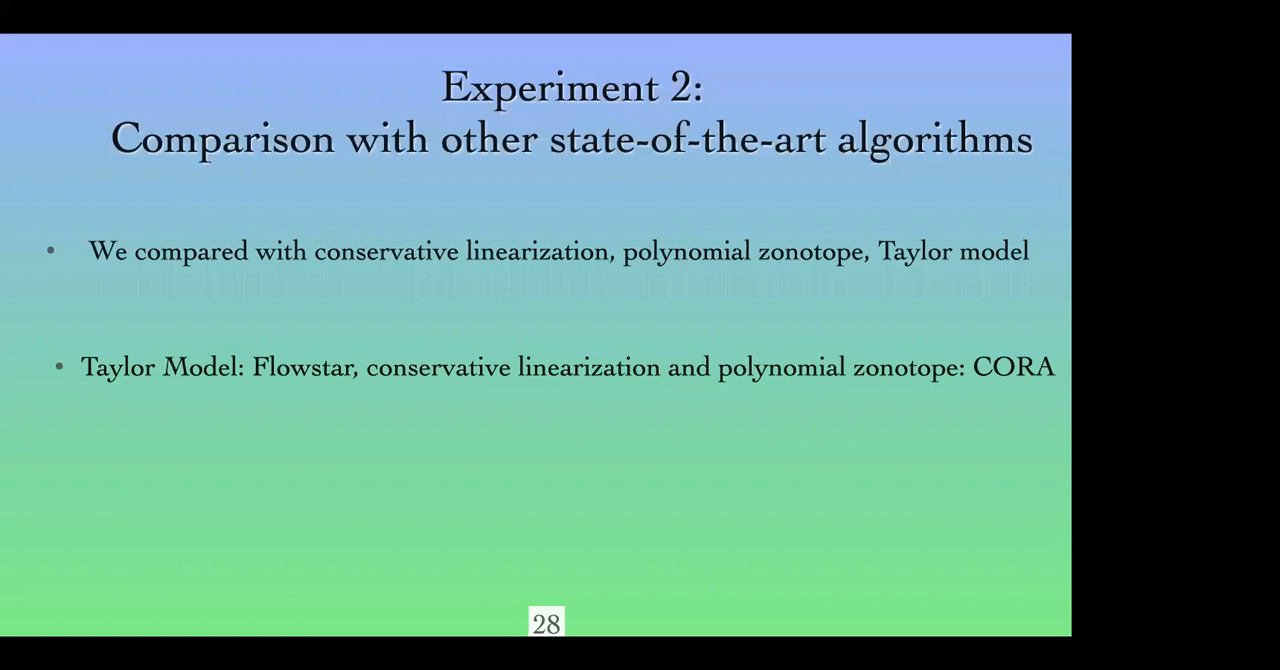 Experiment 2:
Comparison with other state-of-the-art algorithms
• We compared with conservative linearization, polynomial zonotope, Taylor model
• Taylor Model: Flowstar, conservative linearization and polynomial zonotope: CORA
28